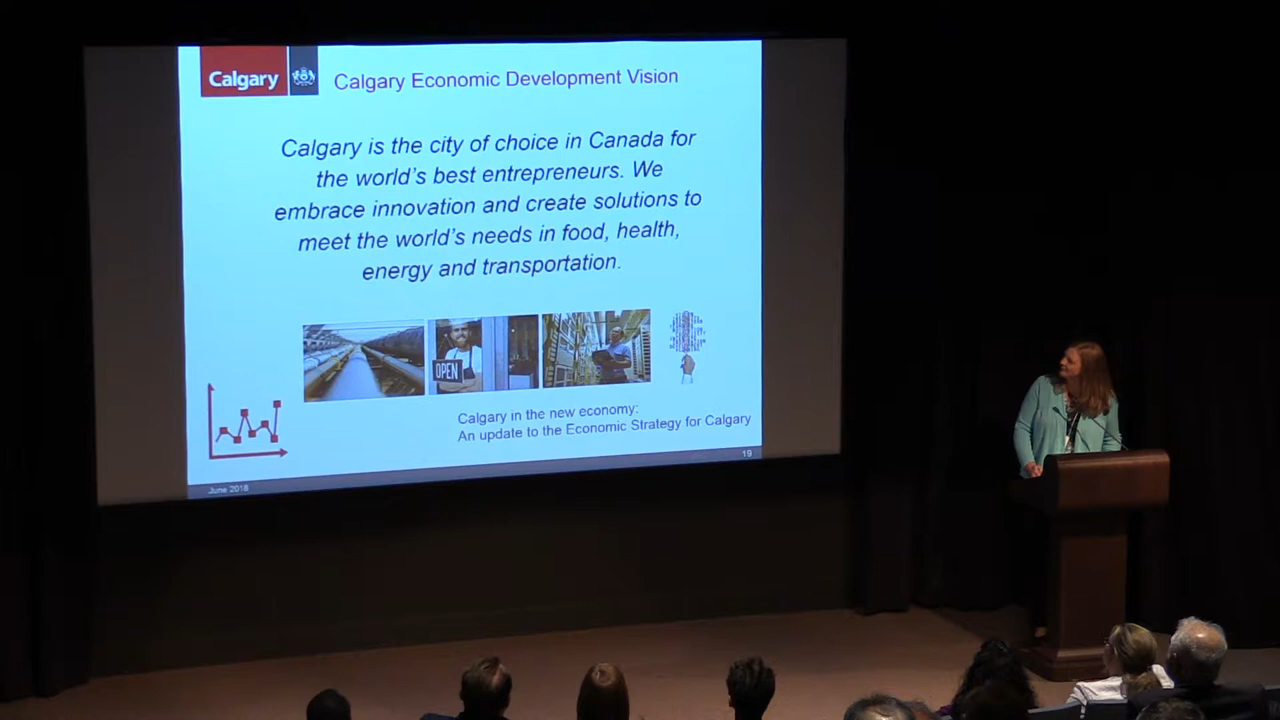 Calgary
Calgary Economic Development Vision
Calgary is the city of choice in Canada for
the world's best entrepreneurs. We
embrace innovation and create solutions to
meet the world's needs in food, health,
energy and transportation.
OPEN
Calgary in the new economy:
An update to the Economic Strategy for Calgary
June 2018
19